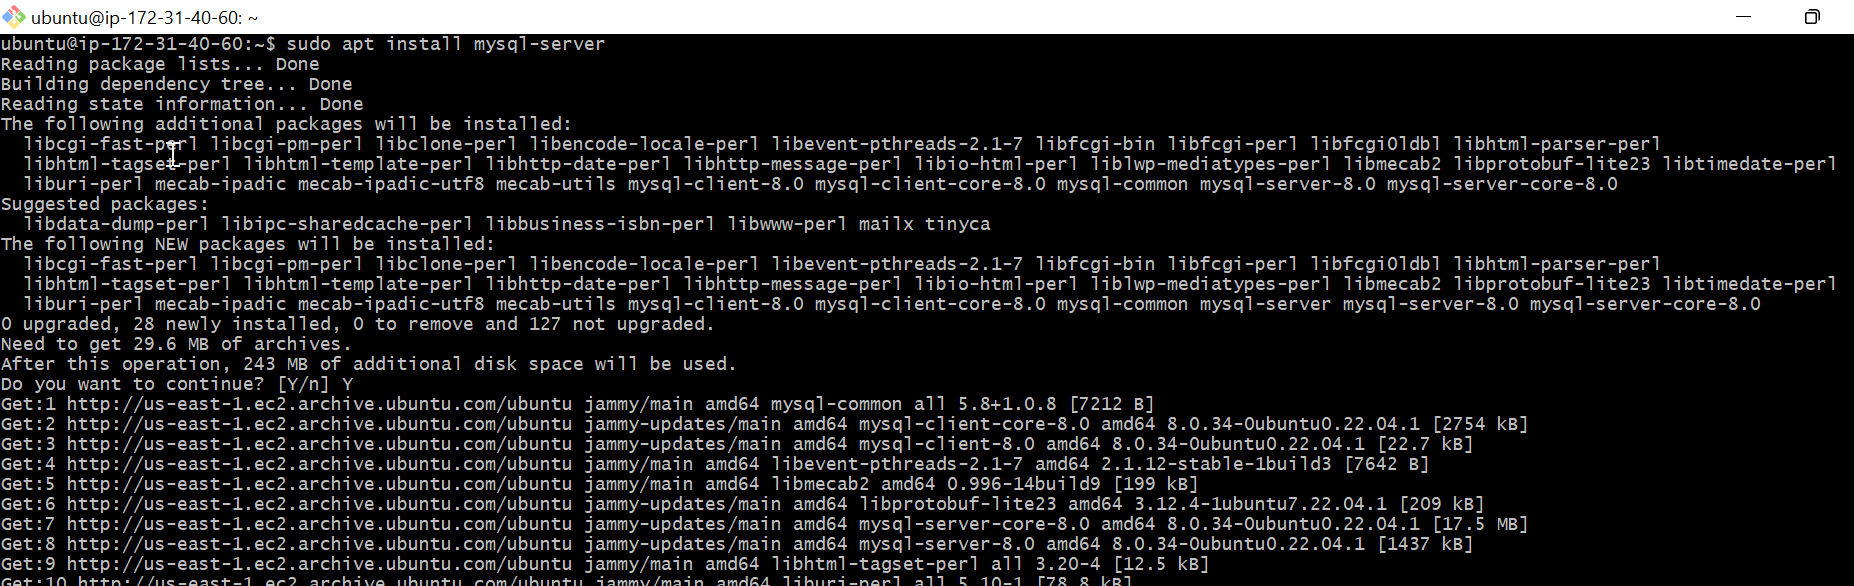 ubuntu@ip-172-31-40-60: ~
ubuntu@ip-172-31-40-60:~$ sudo apt install mysql-server
Reading package lists... Done
Building dependency tree... Done
Reading state information... Done
The following additional packages will be installed:
  libcgi-fast-perl libcgi-pm-perl libclone-perl libencode-locale-perl libevent-pthreads-2.1-7 libfcgi-bin libfcgi-perl libfcgi0ldbl libhtml-parser-perl
  libhtml-tagset-perl libhtml-template-perl libhttp-date-perl libhttp-message-perl libio-html-perl liblwp-mediatypes-perl libmecab2 libprotobuf-lite23 libtimedate-perl
  liburi-perl mecab-ipadic mecab-ipadic-utf8 mecab-utils mysql-client-8.0 mysql-client-core-8.0 mysql-common mysql-server-8.0 mysql-server-core-8.0
Suggested packages:
  libdata-dump-perl libipc-sharedcache-perl libbusiness-isbn-perl libwww-perl mailx tinyca
The following NEW packages will be installed:
  libcgi-fast-perl libcgi-pm-perl libclone-perl libencode-locale-perl libevent-pthreads-2.1-7 libfcgi-bin libfcgi-perl libfcgi0ldbl libhtml-parser-perl
  libhtml-tagset-perl libhtml-template-perl libhttp-date-perl libhttp-message-perl libio-html-perl liblwp-mediatypes-perl libmecab2 libprotobuf-lite23 libtimedate-perl
  liburi-perl mecab-ipadic mecab-ipadic-utf8 mecab-utils mysql-client-8.0 mysql-client-core-8.0 mysql-common mysql-server mysql-server-8.0 mysql-server-core-8.0
0 upgraded, 28 newly installed, 0 to remove and 127 not upgraded.
Need to get 29.6 MB of archives.
After this operation, 243 MB of additional disk space will be used.
Do you want to continue? [Y/n] Y
Get:1 http://us-east-1.ec2.archive.ubuntu.com/ubuntu jammy/main amd64 mysql-common all 5.8+1.0.8 [7212 B]
Get:2 http://us-east-1.ec2.archive.ubuntu.com/ubuntu jammy-updates/main amd64 mysql-client-core-8.0 amd64 8.0.34-0ubuntu0.22.04.1 [2754 kB]
Get:3 http://us-east-1.ec2.archive.ubuntu.com/ubuntu jammy-updates/main amd64 mysql-client-8.0 amd64 8.0.34-0ubuntu0.22.04.1 [22.7 kB]
Get:4 http://us-east-1.ec2.archive.ubuntu.com/ubuntu jammy/main amd64 libevent-pthreads-2.1-7 amd64 2.1.12-stable-1build3 [7642 B]
Get:5 http://us-east-1.ec2.archive.ubuntu.com/ubuntu jammy/main amd64 libmecab2 amd64 0.996-14build9 [199 kB]
Get:6 http://us-east-1.ec2.archive.ubuntu.com/ubuntu jammy-updates/main amd64 libprotobuf-lite23 amd64 3.12.4-1ubuntu7.22.04.1 [209 kB]
Get:7 http://us-east-1.ec2.archive.ubuntu.com/ubuntu jammy-updates/main amd64 mysql-server-core-8.0 amd64 8.0.34-0ubuntu0.22.04.1 [17.5 MB]
Get:8 http://us-east-1.ec2.archive.ubuntu.com/ubuntu jammy-updates/main amd64 mysql-server-8.0 amd64 8.0.34-0ubuntu0.22.04.1 [1437 kB]
Get:9 http://us-east-1.ec2.archive.ubuntu.com/ubuntu jammy/main amd64 libhtml-tagset-perl all 3.20-4 [12.5 kB]
Get:10 http://us-east-1.ec2.archive.ubuntu.com/ubuntu jammy/main amd64 liburi-perl all 5.10-1 [78.8 kB]